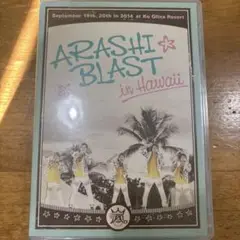 September 19th, 20th in 2014 at Ko Olina Resort
ARASHI
BLAST
in Hawaii